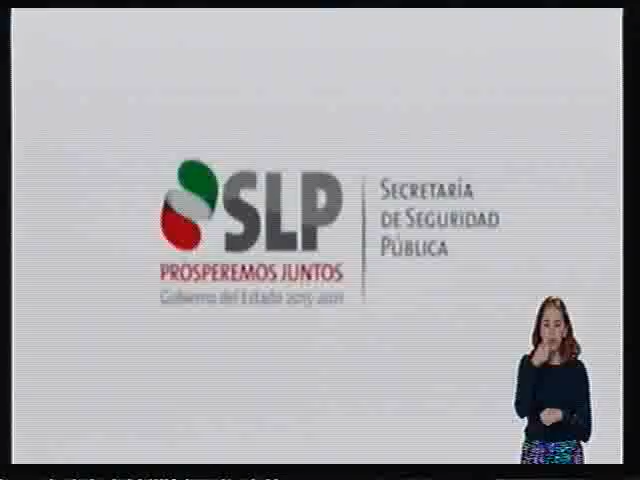 SLP
PROSPEREMOS JUNTOS
Gobierno del Estado 2015-2021
SECRETARÍA
DE SEGURIDAD
PÚBLICA